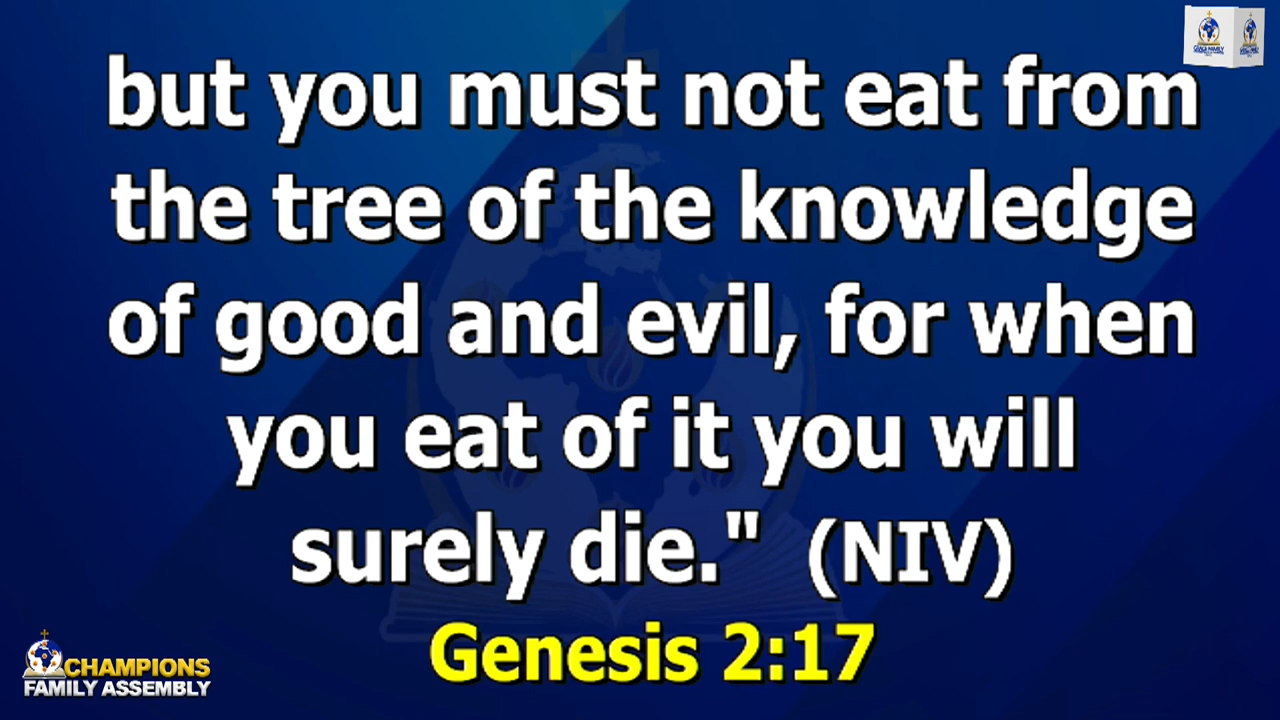 but you must not eat from
the tree of the knowledge
of good and evil, for when
you eat of it you will
surely die."  (NIV)
Genesis 2:17
CHAMPIONS
FAMILY ASSEMBLY